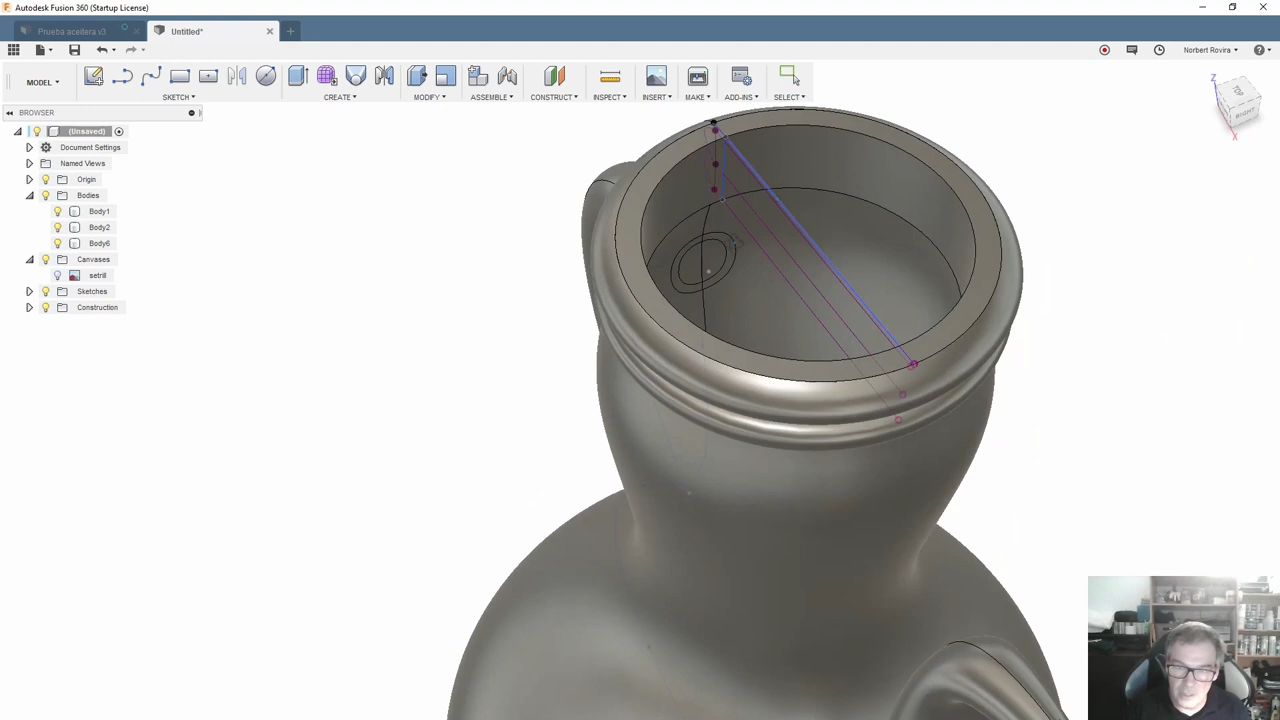 Autodesk Fusion 360 (Startup License)
Prueba aceitera v3
Untitled*
Norbert Rovira
MODEL
SKETCH
CREATE
MODIFY
ASSEMBLE
CONSTRUCT
INSPECT
INSERT
MAKE
ADD-INS
SELECT
BROWSER
(Unsaved)
Document Settings
Named Views
Origin
Bodies
Body1
Body2
Body6
Canvases
setrill
Sketches
Construction
Z
RIGHT
X